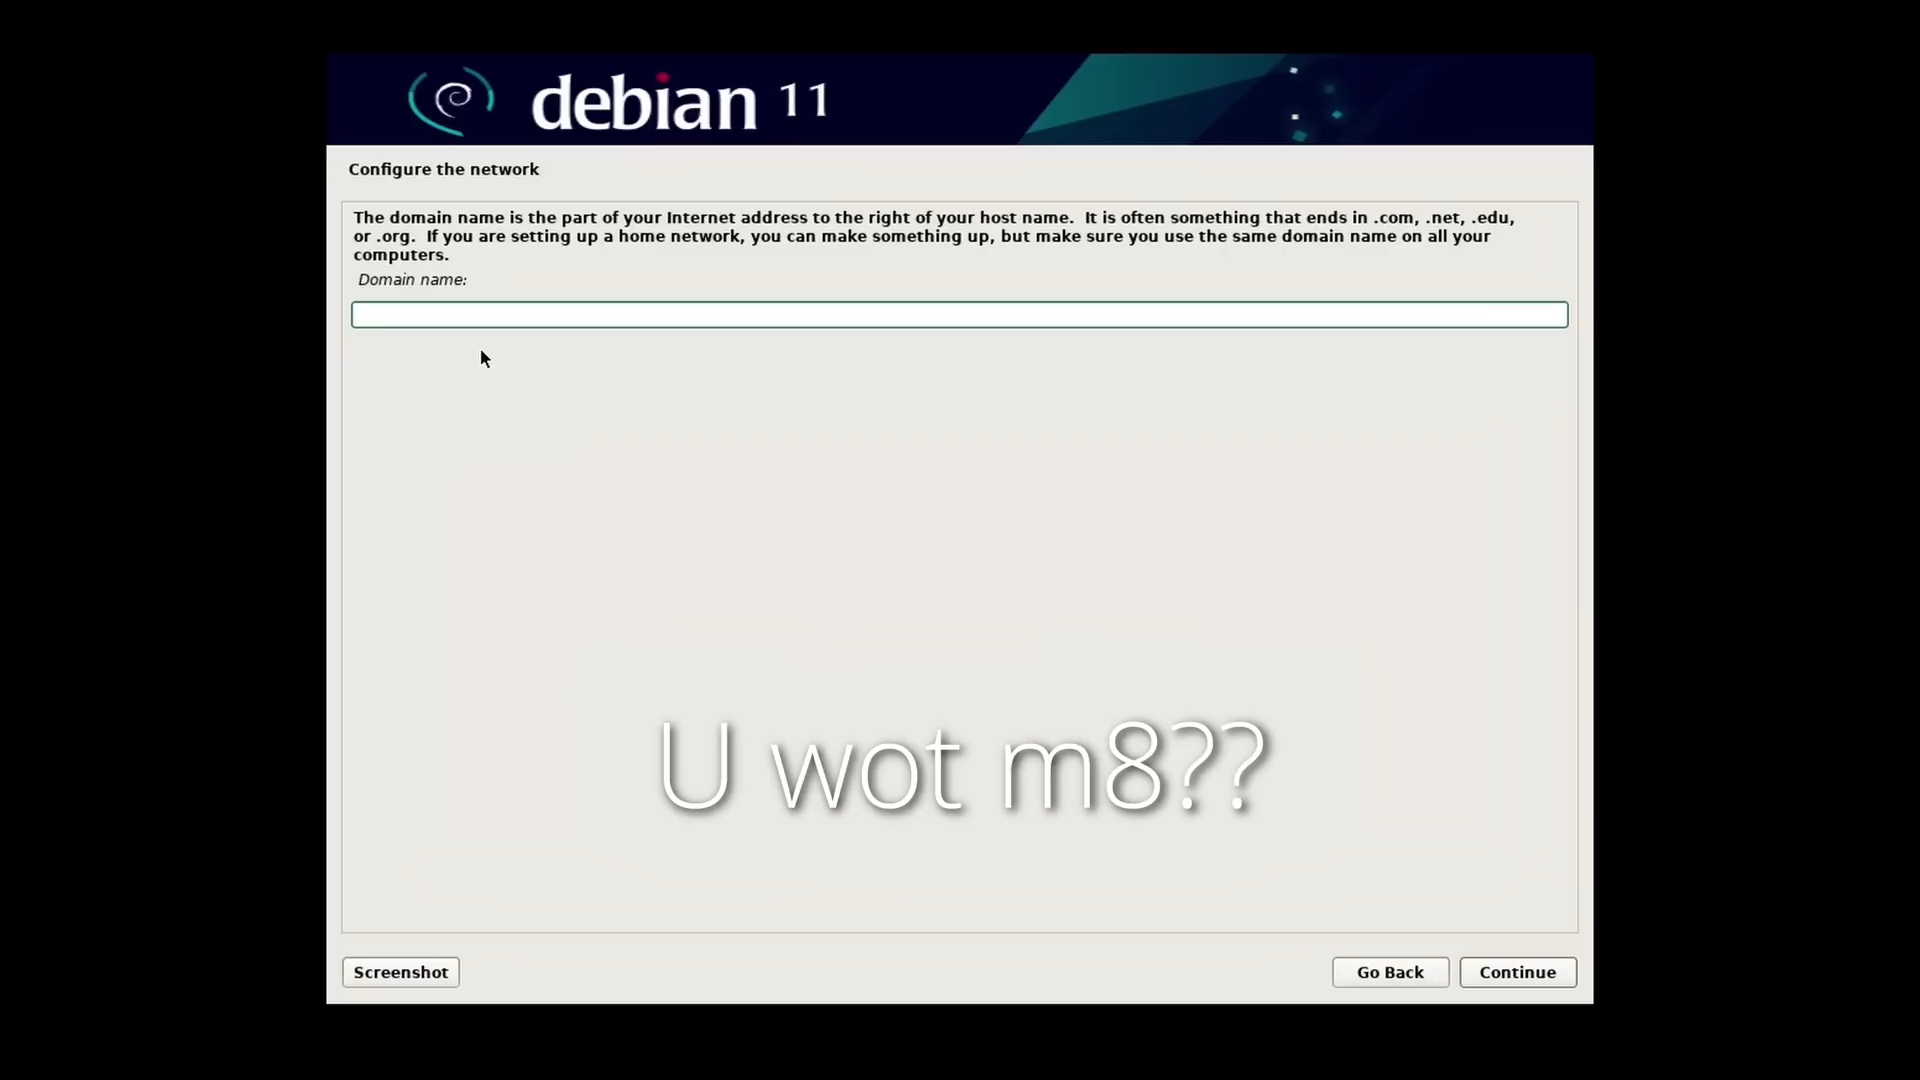 debian 11
Configure the network
The domain name is the part of your Internet address to the right of your host name.  It is often something that ends in .com, .net, .edu,
or .org.  If you are setting up a home network, you can make something up, but make sure you use the same domain name on all your
computers.
Domain name:
U wot m8??
Screenshot
Go Back
Continue